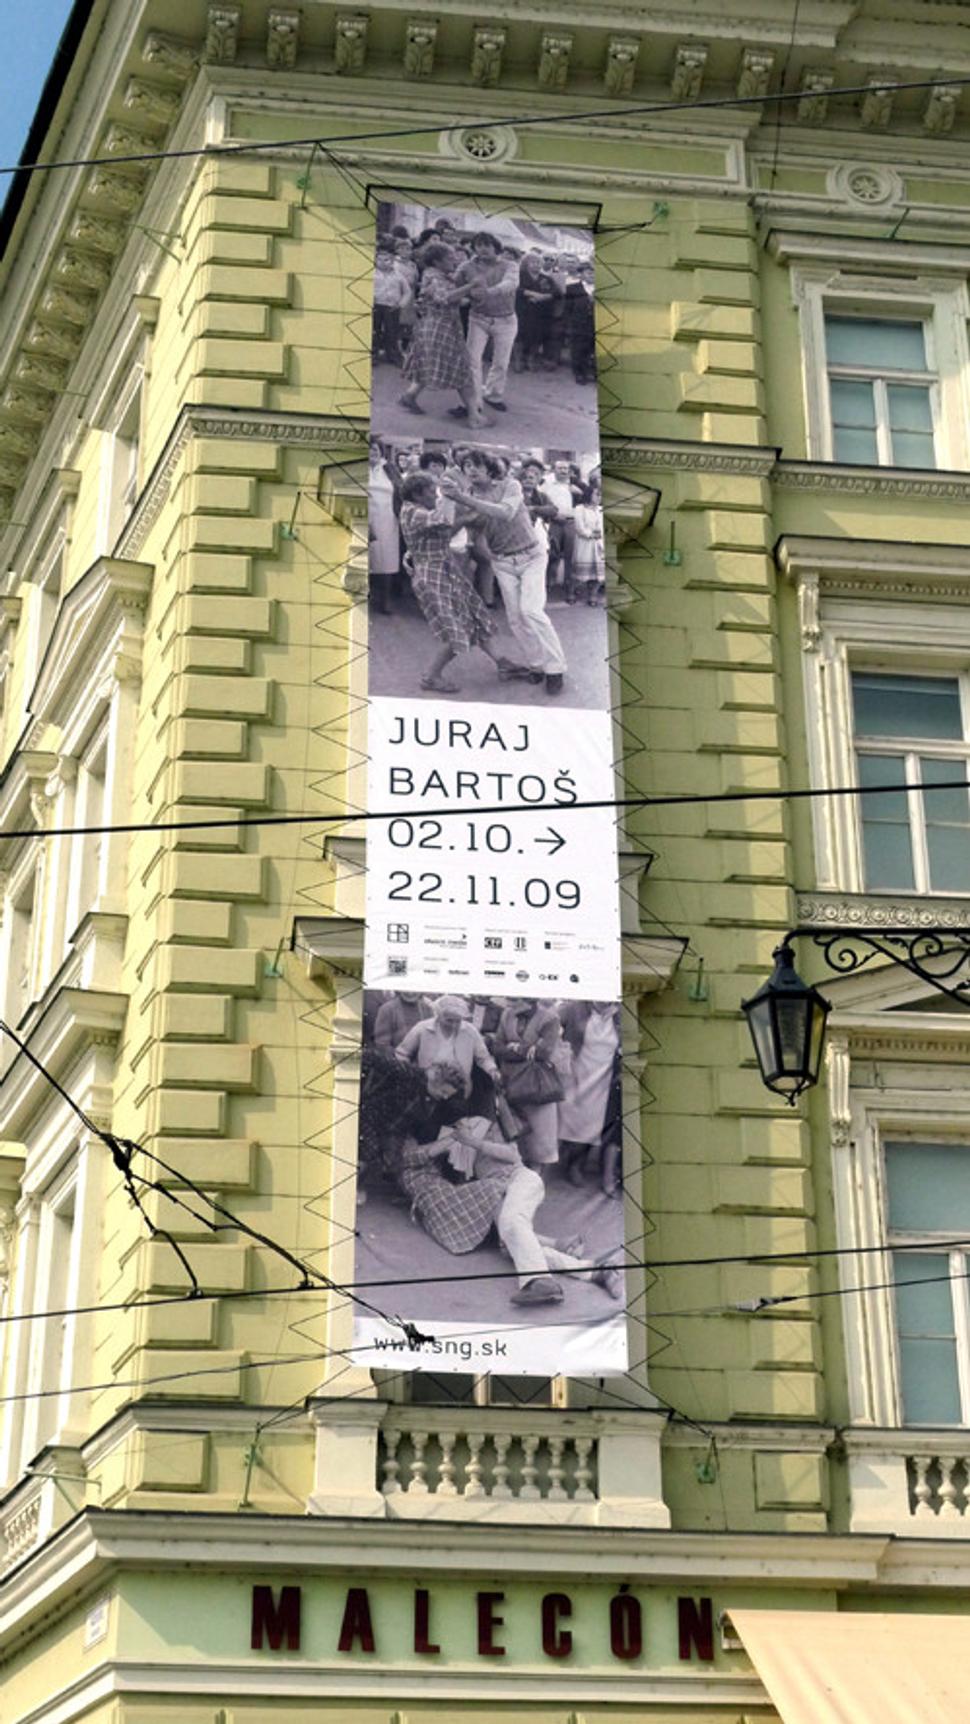 JURAJ
BARTOŠ
02.10.→
22.11.09
www.sng.sk
MALECÓN